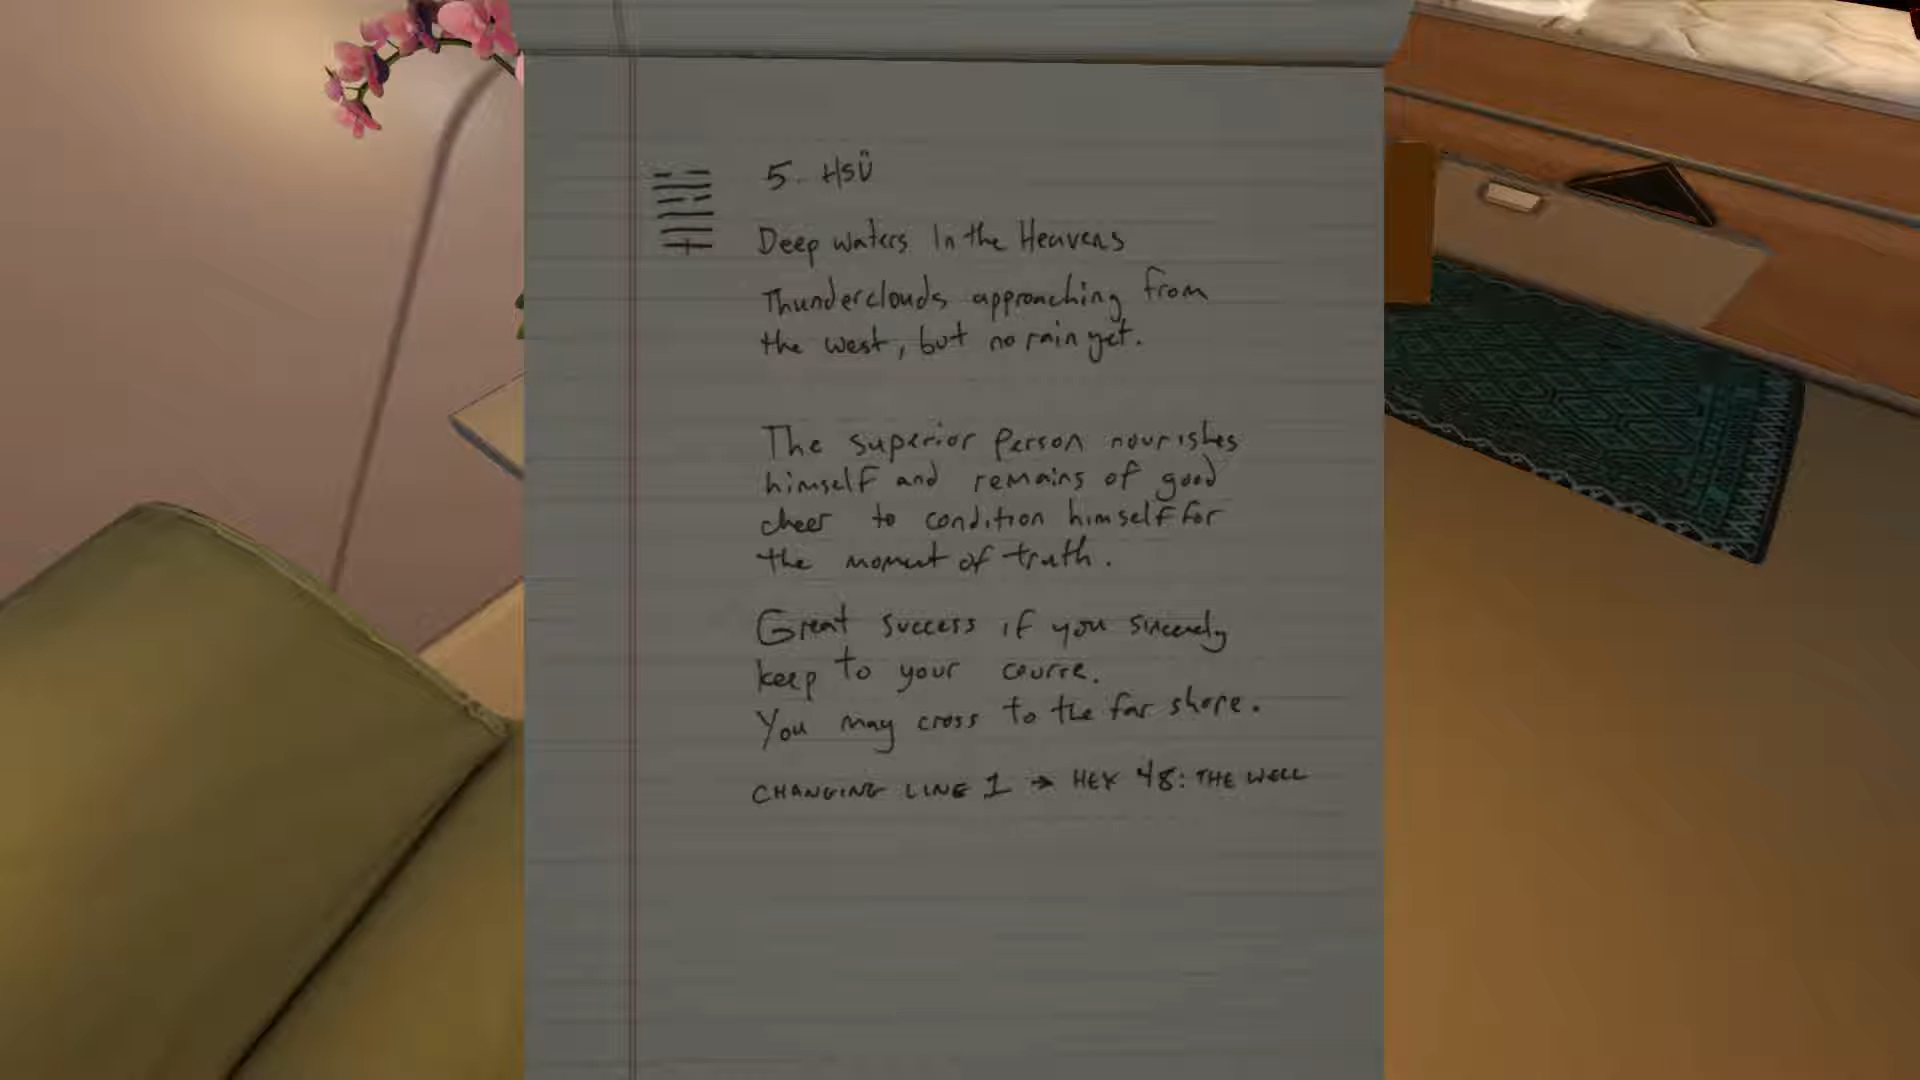 5. HSÜ
Deep waters In the Heavens
Thunderclouds approaching from
the west, but no rain yet.
The superior person nourishes
himself and remains of good
cheer to condition himself for
the moment of truth.
Great success if you sincerely
keep to your course.
You may cross to the far shore.
CHANGING LINE 1 → HEX 48: THE WELL